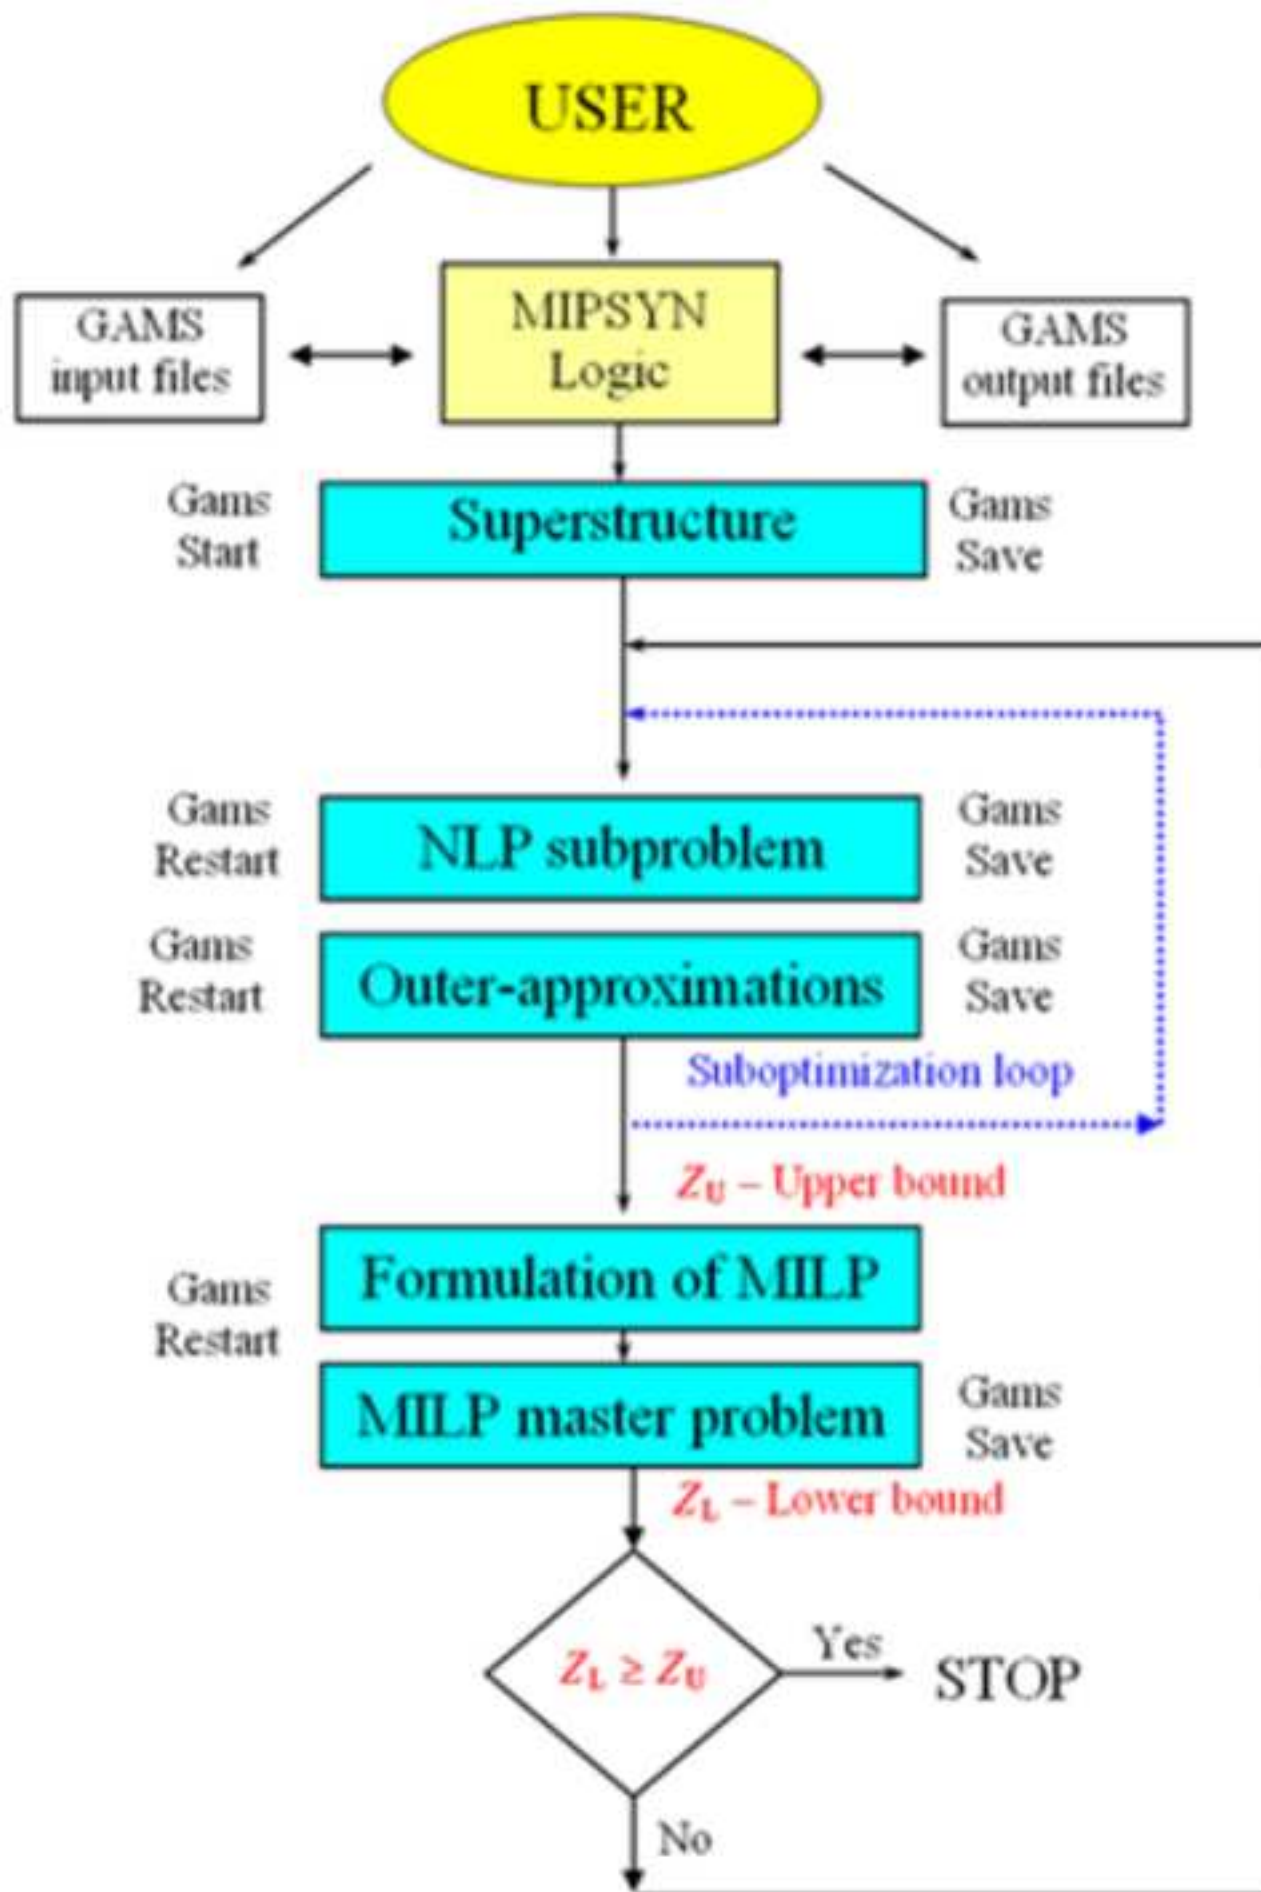 USER
GAMS
input files
MIPSYN
Logic
GAMS
output files
Gams
Start
Superstructure
Gams
Save
Gams
Restart
NLP subproblem
Gams
Save
Gams
Restart
Outer-approximations
Gams
Save
Suboptimization loop
Z_U – Upper bound
Formulation of MILP
Gams
Restart
MILP master problem
Gams
Save
Z_L – Lower bound
Z_L ≥ Z_U
Yes
STOP
No